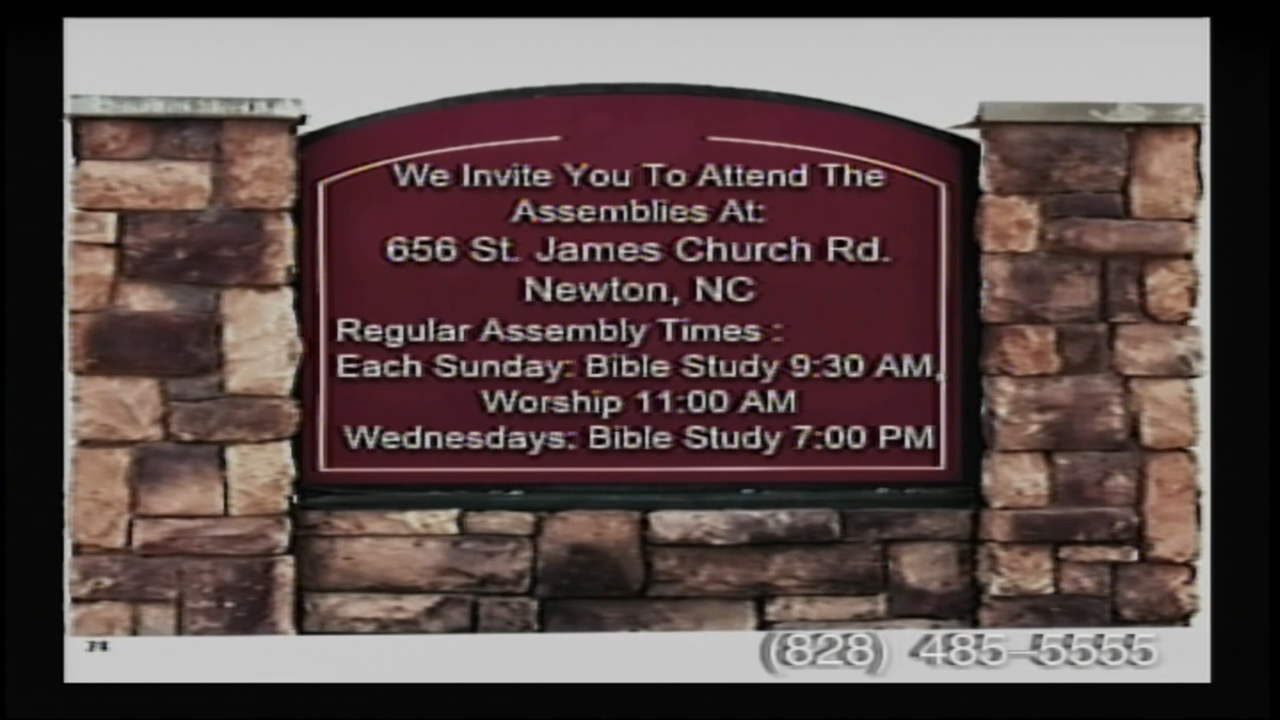 We Invite You To Attend The
Assemblies At:
656 St. James Church Rd.
Newton, NC
Regular Assembly Times :
Each Sunday: Bible Study 9:30 AM,
Worship 11:00 AM
Wednesdays: Bible Study 7:00 PM
74
(828) 485-5555